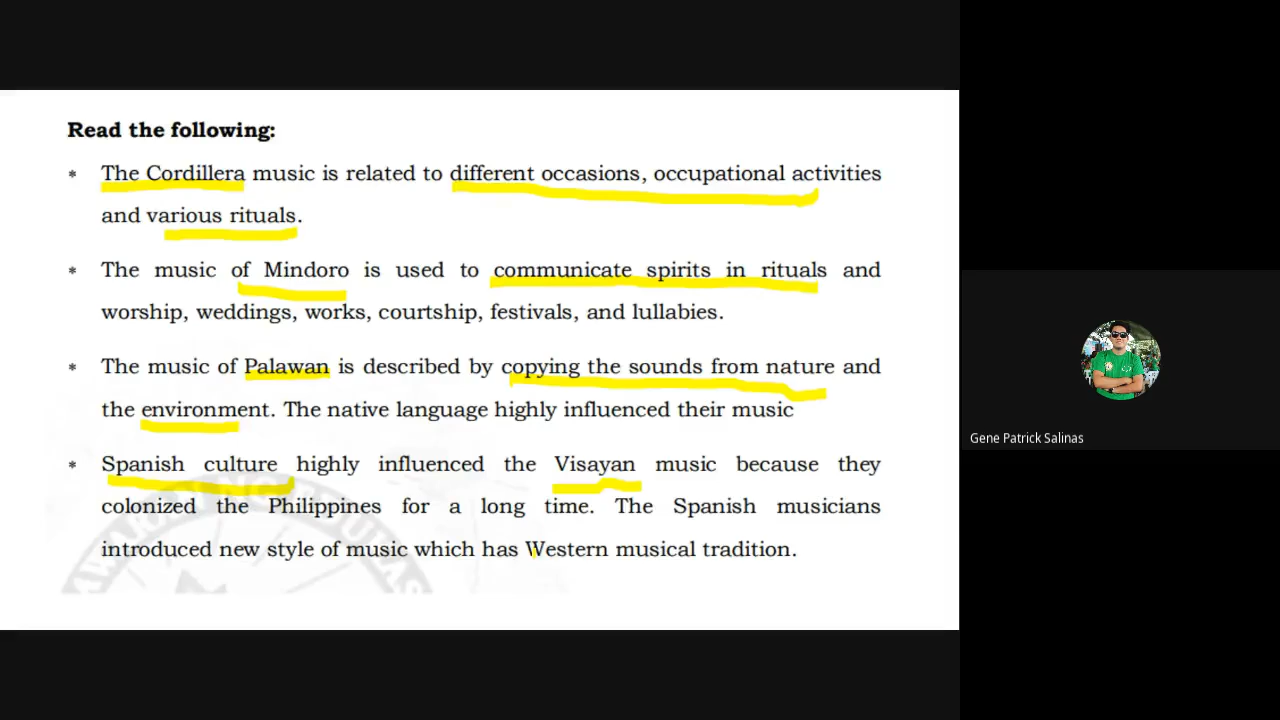 Read the following:
* The Cordillera music is related to different occasions, occupational activities
and various rituals.
* The music of Mindoro is used to communicate spirits in rituals and
worship, weddings, works, courtship, festivals, and lullabies.
* The music of Palawan is described by copying the sounds from nature and
the environment. The native language highly influenced their music
* Spanish culture highly influenced the Visayan music because they
colonized the Philippines for a long time. The Spanish musicians
introduced new style of music which has Western musical tradition.
Gene Patrick Salinas